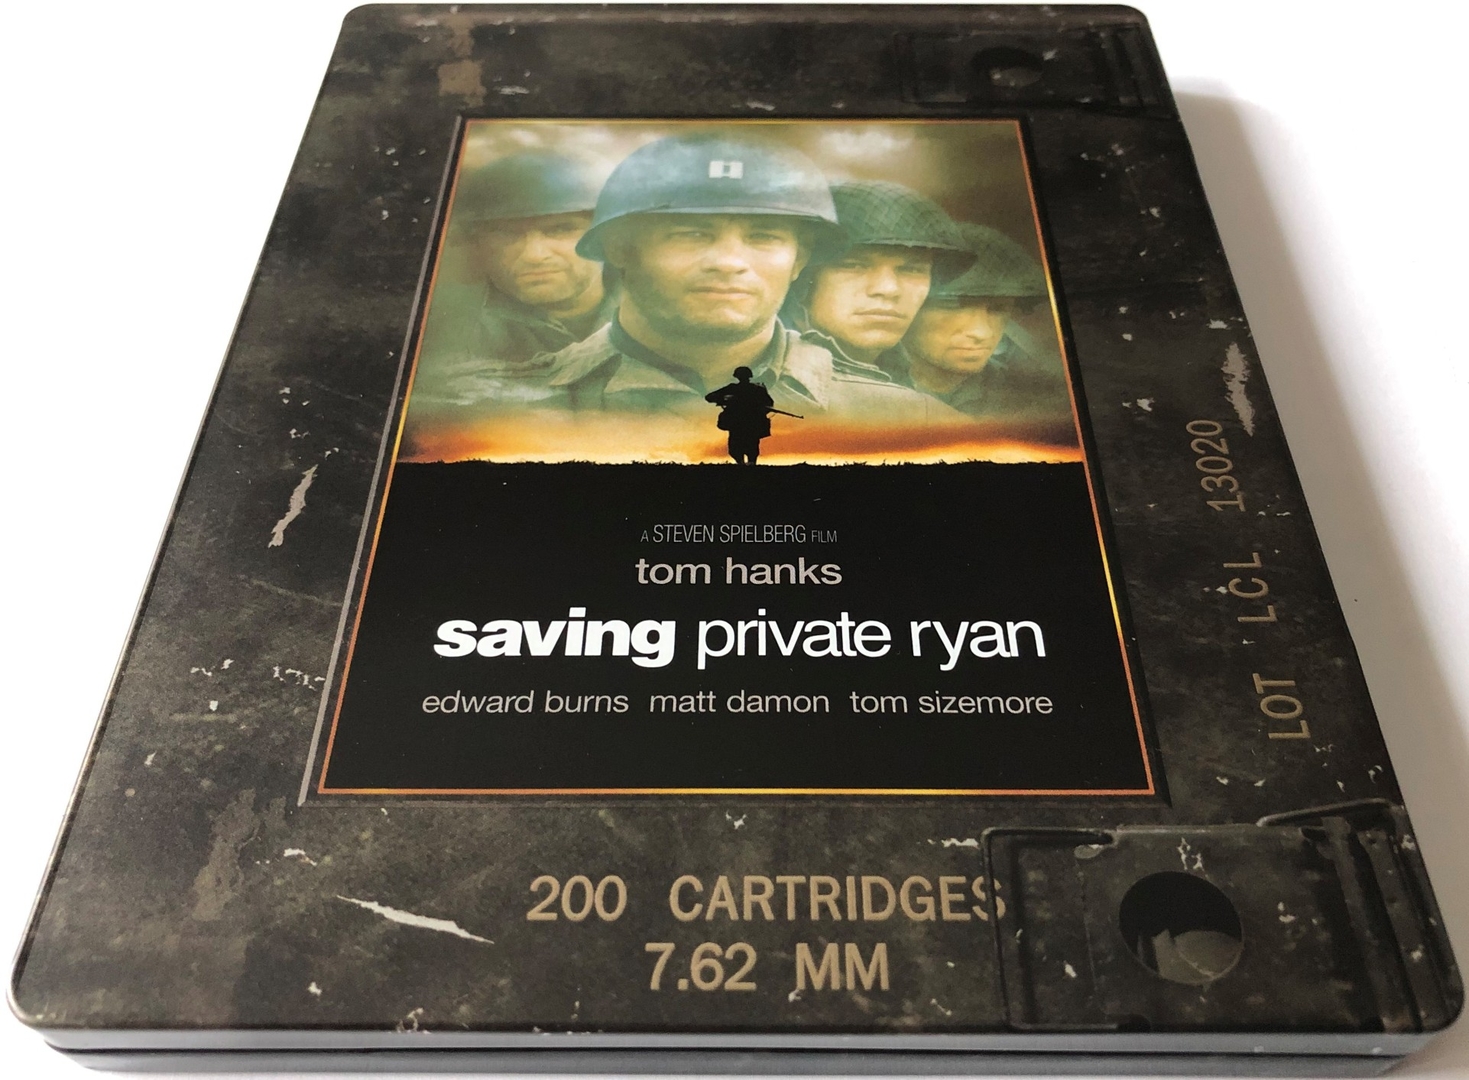 A STEVEN SPIELBERG FILM
tom hanks
saving private ryan
edward burns matt damon tom sizemore
200 CARTRIDGES
7.62 MM
LOT LCL 13020